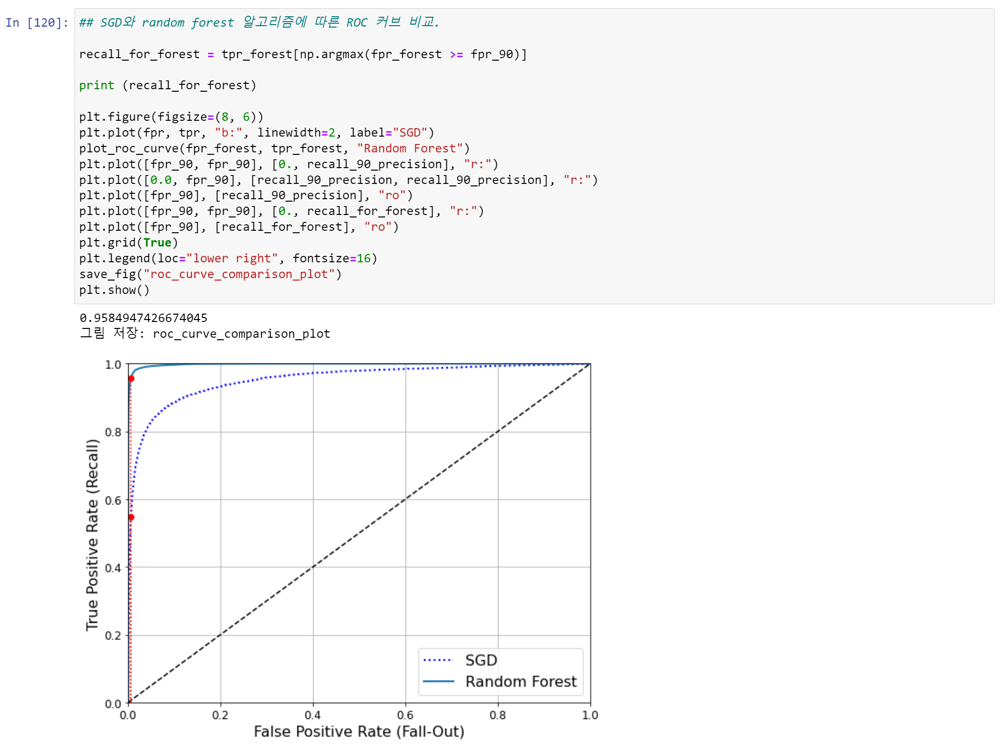 In [120]:
## SGD와 random forest 알고리즘에 따른 ROC 커브 비교.
recall_for_forest = tpr_forest[np.argmax(fpr_forest >= fpr_90)]
print (recall_for_forest)
plt.figure(figsize=(8, 6))
plt.plot(fpr, tpr, "b:", linewidth=2, label="SGD")
plot_roc_curve(fpr_forest, tpr_forest, "Random Forest")
plt.plot([fpr_90, fpr_90], [0., recall_90_precision], "r:")
plt.plot([0.0, fpr_90], [recall_90_precision, recall_90_precision], "r:")
plt.plot([fpr_90], [recall_90_precision], "ro")
plt.plot([fpr_90, fpr_90], [0., recall_for_forest], "r:")
plt.plot([fpr_90], [recall_for_forest], "ro")
plt.grid(True)
plt.legend(loc="lower right", fontsize=16)
save_fig("roc_curve_comparison_plot")
plt.show()
0.9584947426674045
그림 저장: roc_curve_comparison_plot
1.0
0.8
0.6
0.4
0.2
0.0
True Positive Rate (Recall)
SGD
Random Forest
0.0 0.2 0.4 0.6 0.8 1.0
False Positive Rate (Fall-Out)